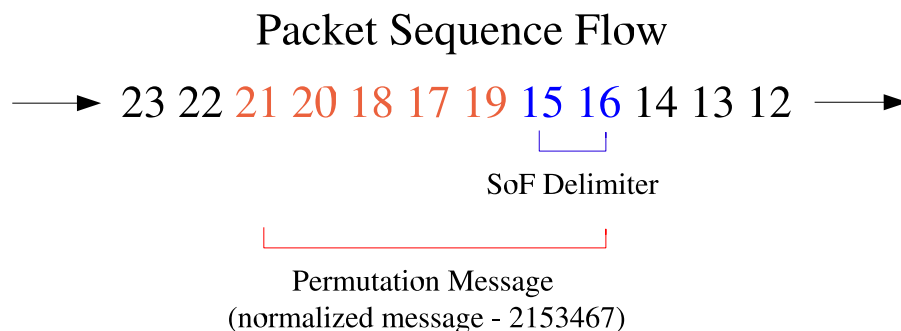 Packet Sequence Flow
23 22 21 20 18 17 19 15 16 14 13 12
SoF Delimiter
Permutation Message
(normalized message - 2153467)